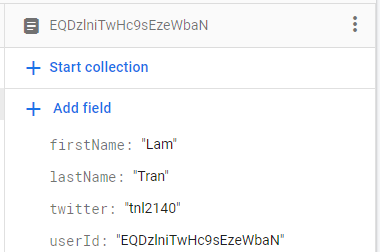 EQDzlniTwHc9sEzeWbaN
+ Start collection
+ Add field
firstName: "Lam"
lastName: "Tran"
twitter: "tnl2140"
userId: "EQDzlniTwHc9sEzeWbaN"